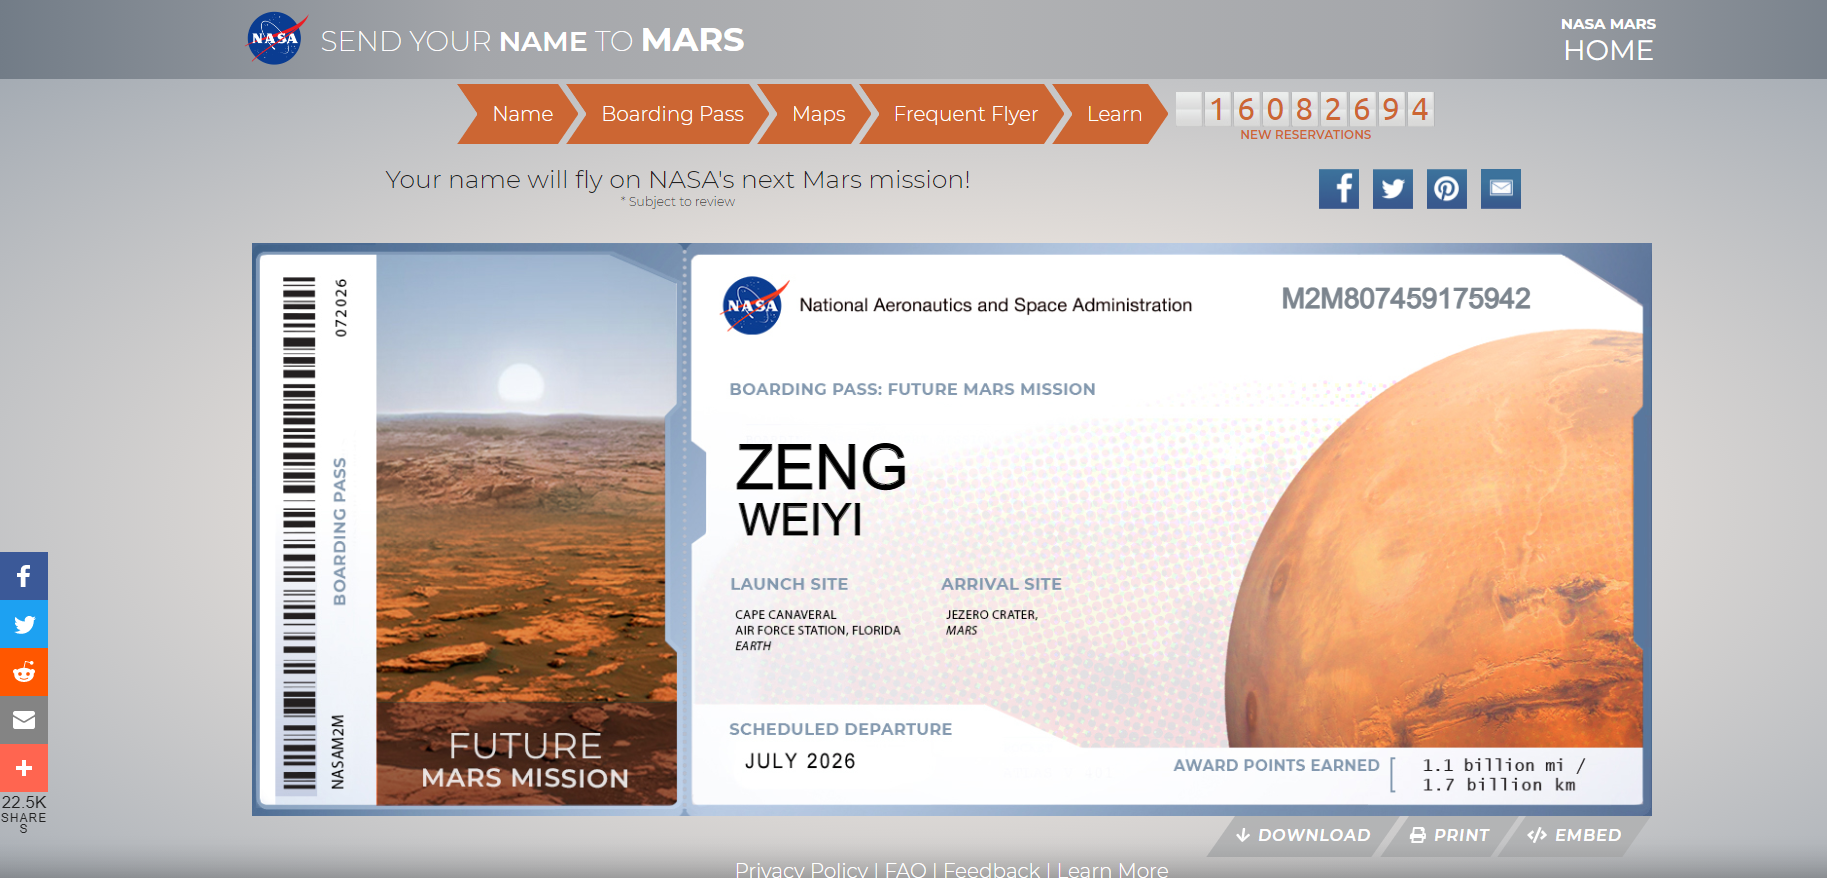 NASA
SEND YOUR NAME TO MARS
NASA MARS
HOME
Name
Boarding Pass
Maps
Frequent Flyer
Learn
16082694
NEW RESERVATIONS
Your name will fly on NASA's next Mars mission!
* Subject to review
072026
BOARDING PASS
NASAM2M
FUTURE
MARS MISSION
NASA
National Aeronautics and Space Administration
M2M807459175942
BOARDING PASS: FUTURE MARS MISSION
ZENG
WEIYI
LAUNCH SITE
CAPE CANAVERAL
AIR FORCE STATION, FLORIDA
EARTH
ARRIVAL SITE
JEZERO CRATER,
MARS
SCHEDULED DEPARTURE
JULY 2026
AWARD POINTS EARNED
1.1 billion mi /
1.7 billion km
22.5K
SHARE
S
DOWNLOAD
PRINT
EMBED
Privacy Policy | FAQ | Feedback | Learn More